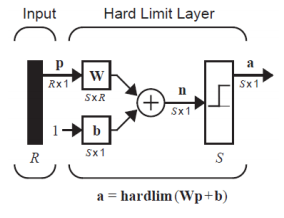 Input Hard Limit Layer
p a
W
R x 1 n S x 1
S x R
+ S x 1
1 b
S x 1
R S
a = hardlim (Wp + b)